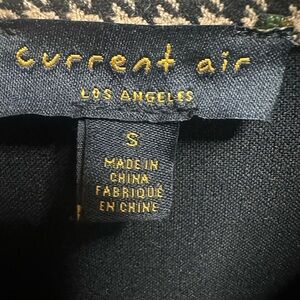 current air
LOS ANGELES
S
MADE IN
CHINA
FABRIQUÉ
EN CHINE